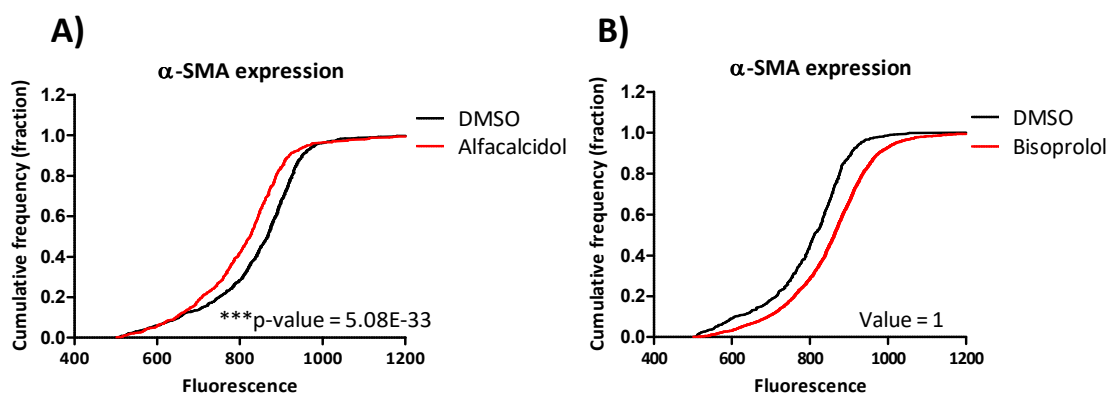 A)
α-SMA expression
Cumulative frequency (fraction)
1.2
1.0
0.8
0.6
0.4
0.2
0.0
400 600 800 1000 1200
Fluorescence
DMSO
Alfacalcidol
***p-value = 5.08E-33
B)
α-SMA expression
Cumulative frequency (fraction)
1.2
1.0
0.8
0.6
0.4
0.2
0.0
400 600 800 1000 1200
Fluorescence
DMSO
Bisoprolol
Value = 1